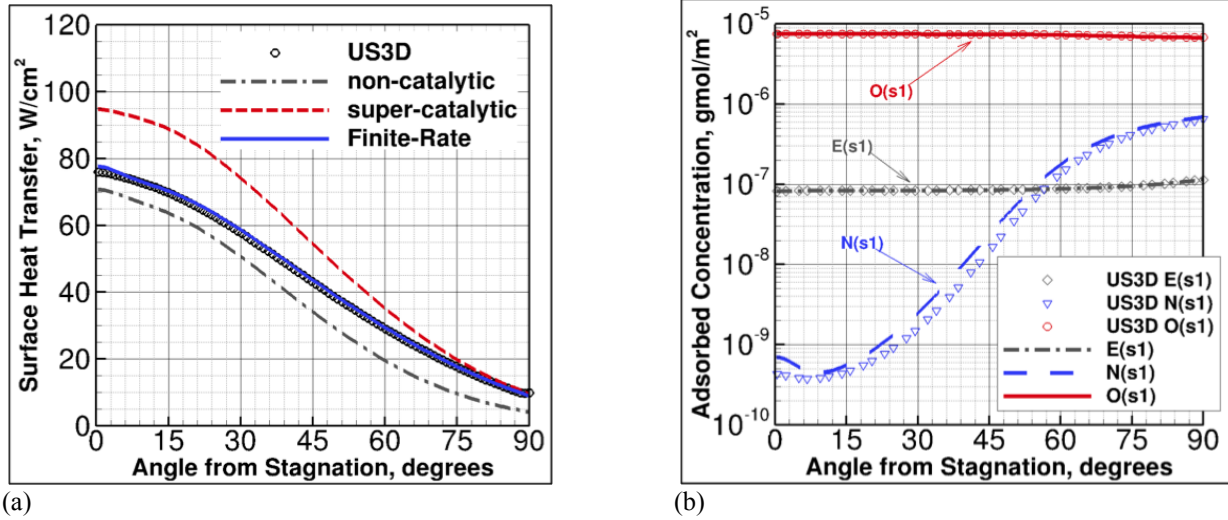 120
100
80
60
40
20
0
Surface Heat Transfer, W/cm²
US3D
non-catalytic
super-catalytic
Finite-Rate
0 15 30 45 60 75 90
Angle from Stagnation, degrees
(a)
10⁻⁵
10⁻⁶
10⁻⁷
10⁻⁸
10⁻⁹
10⁻¹⁰
Adsorbed Concentration, gmol/m²
O(s1)
E(s1)
N(s1)
US3D E(s1)
US3D N(s1)
US3D O(s1)
E(s1)
N(s1)
O(s1)
0 15 30 45 60 75 90
Angle from Stagnation, degrees
(b)